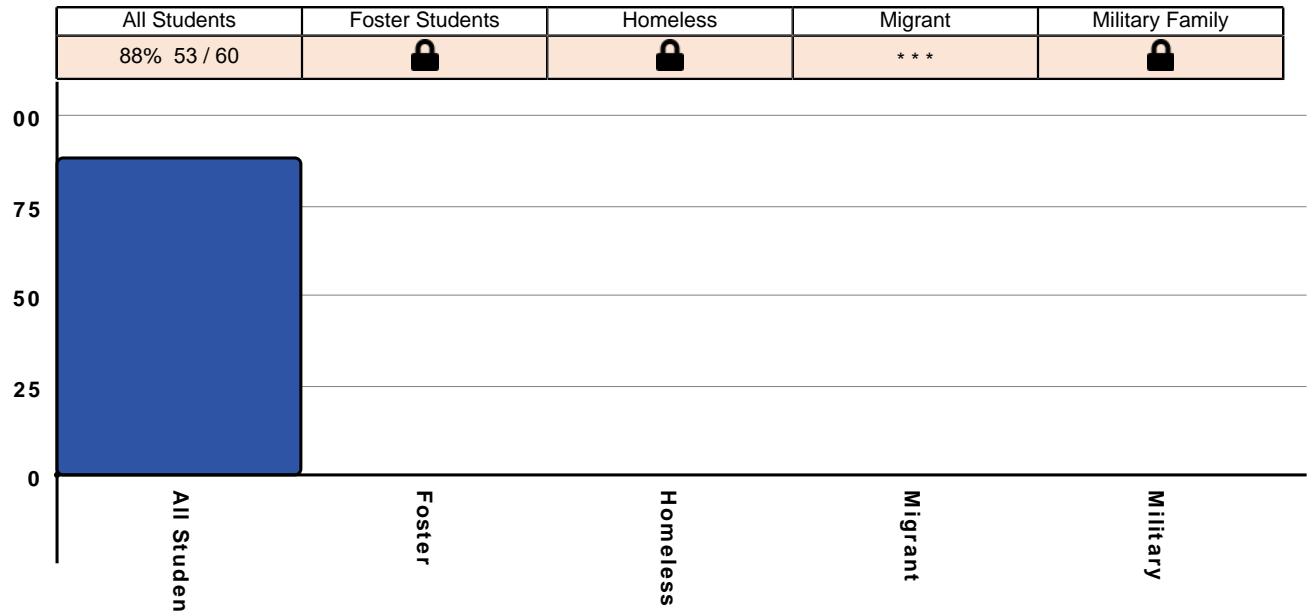 All Students Foster Students Homeless Migrant Military Family
88% 53 / 60 * * *
00
75
50
25
0
All Studen
Foster
Homeless
Migrant
Military